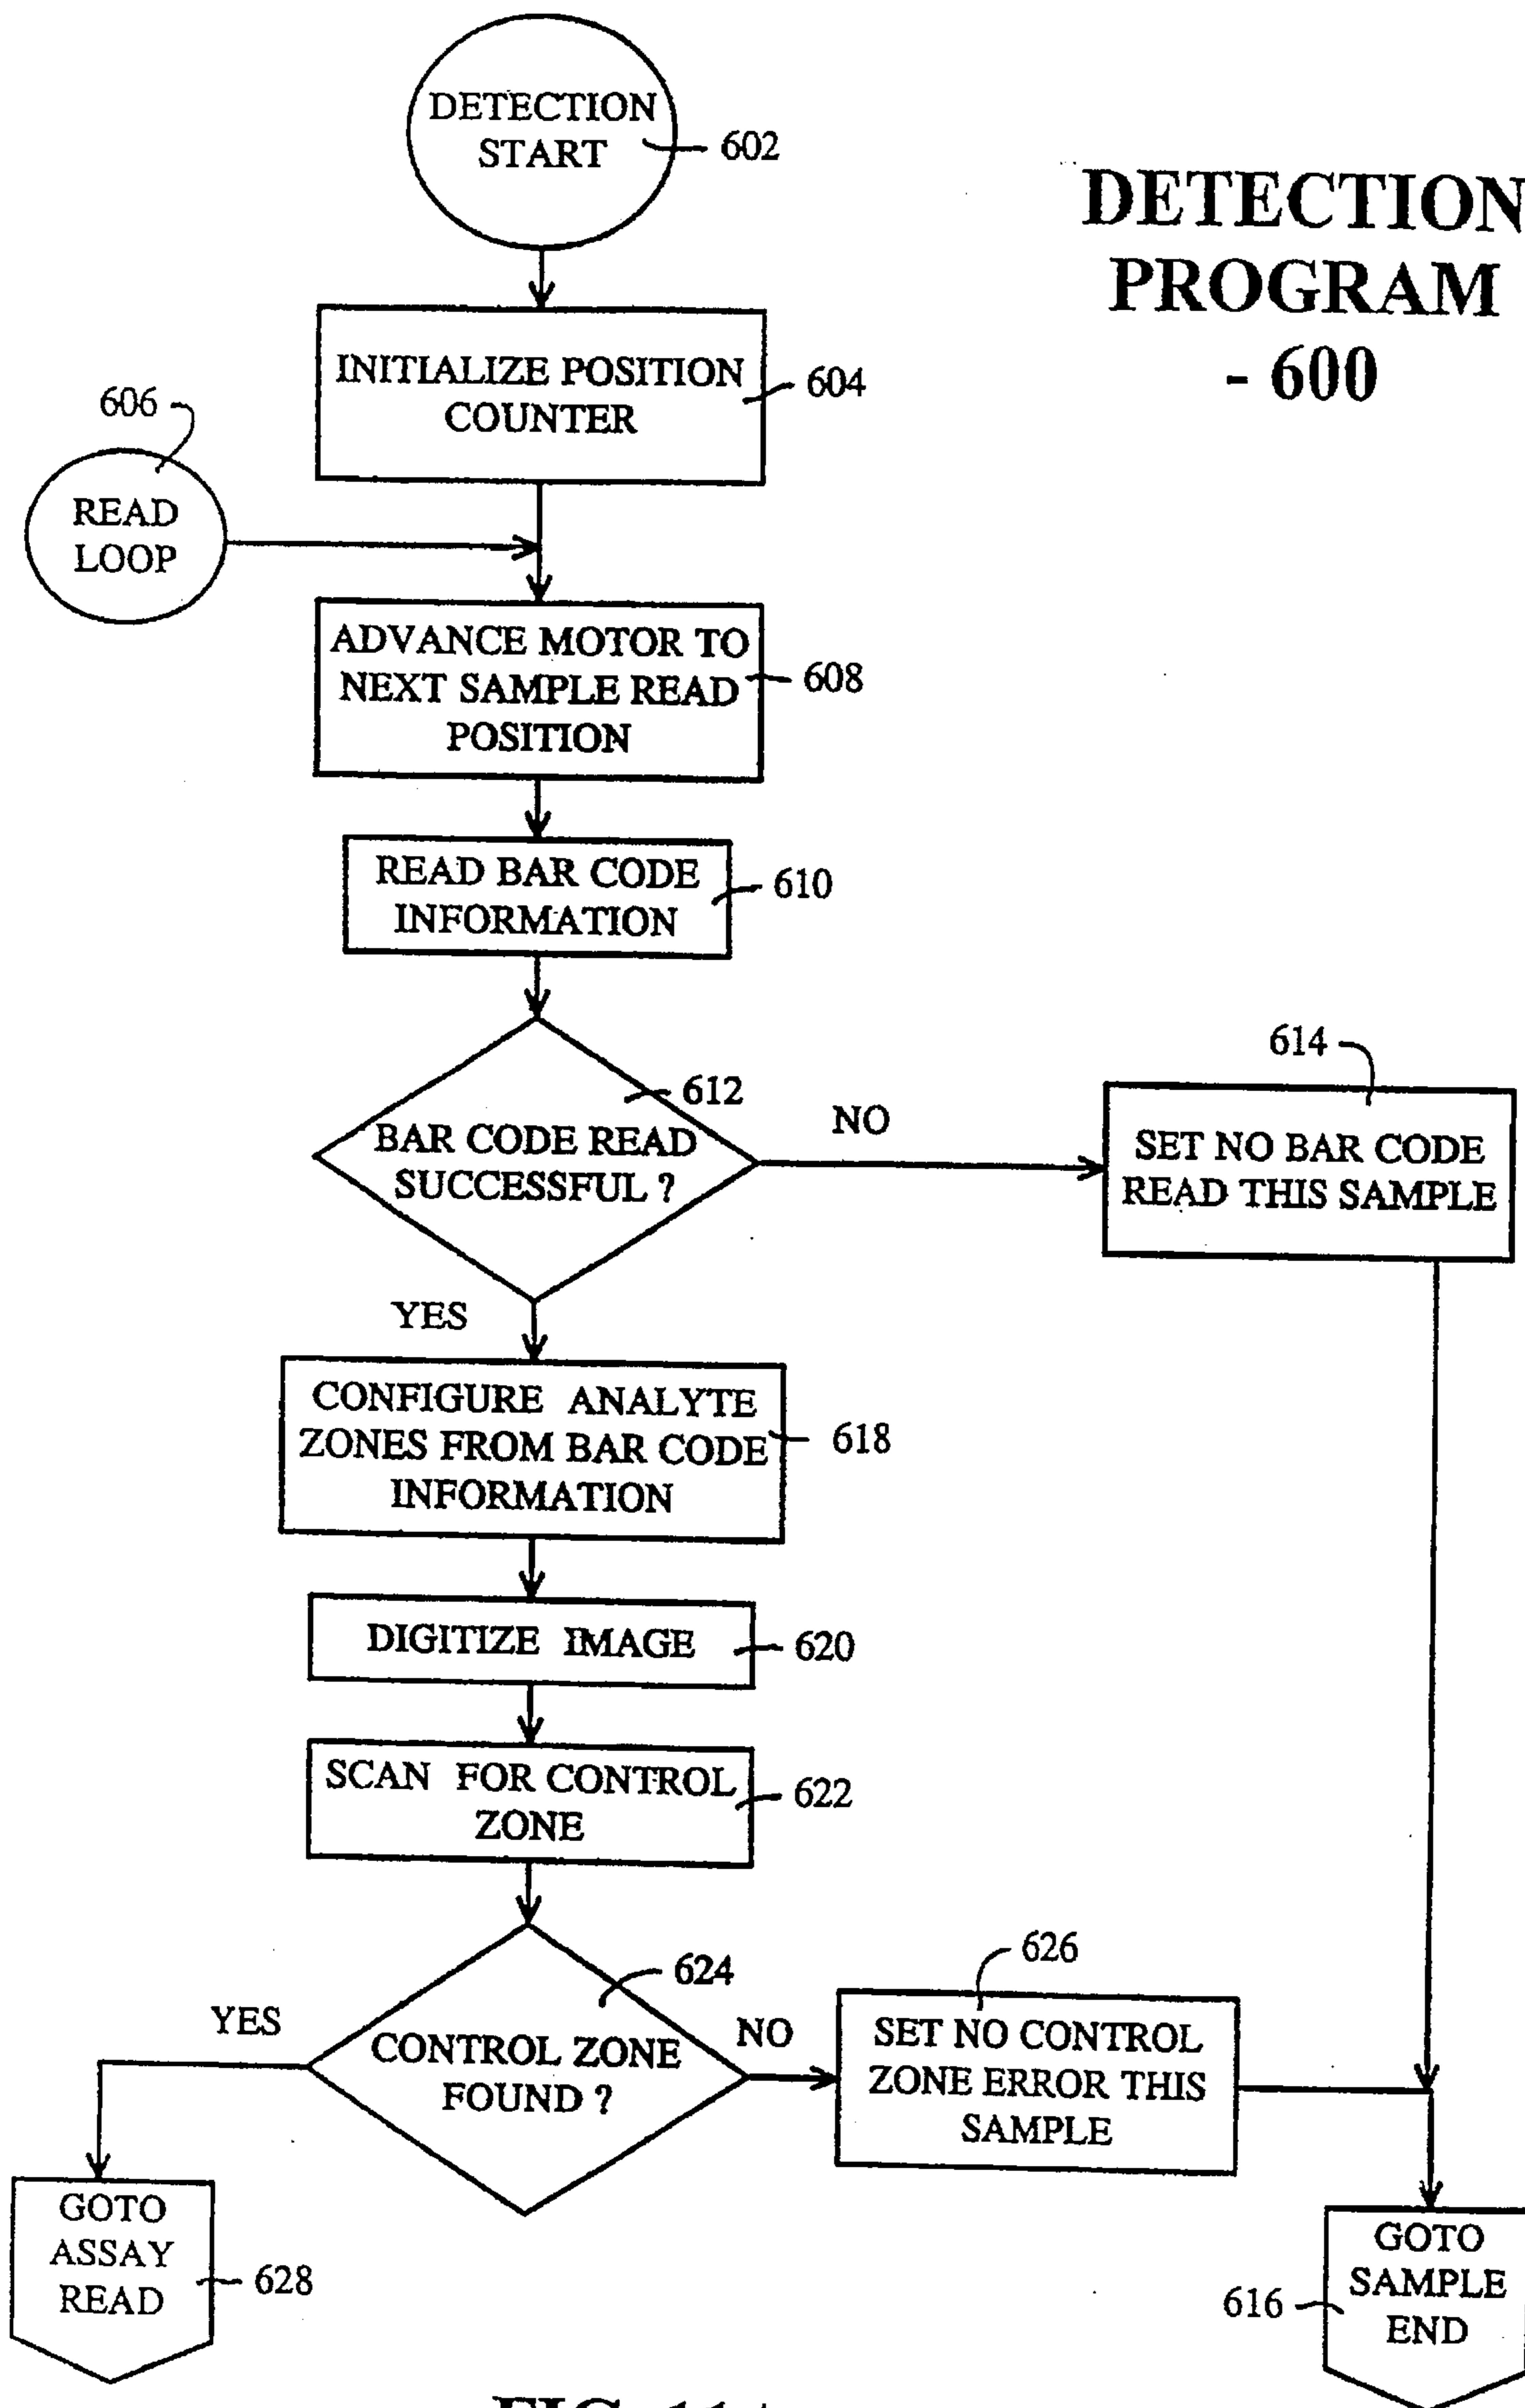 DETECTION
START
602
DETECTION
PROGRAM
- 600
INITIALIZE POSITION
COUNTER
604
606
READ
LOOP
ADVANCE MOTOR TO
NEXT SAMPLE READ
POSITION
608
READ BAR CODE
INFORMATION
610
612
BAR CODE READ
SUCCESSFUL ?
NO
614
SET NO BAR CODE
READ THIS SAMPLE
YES
CONFIGURE ANALYTE
ZONES FROM BAR CODE
INFORMATION
618
DIGITIZE IMAGE
620
SCAN FOR CONTROL
ZONE
622
624
CONTROL ZONE
FOUND ?
YES
NO
626
SET NO CONTROL
ZONE ERROR THIS
SAMPLE
GOTO
ASSAY
READ
628
GOTO
SAMPLE
END
616